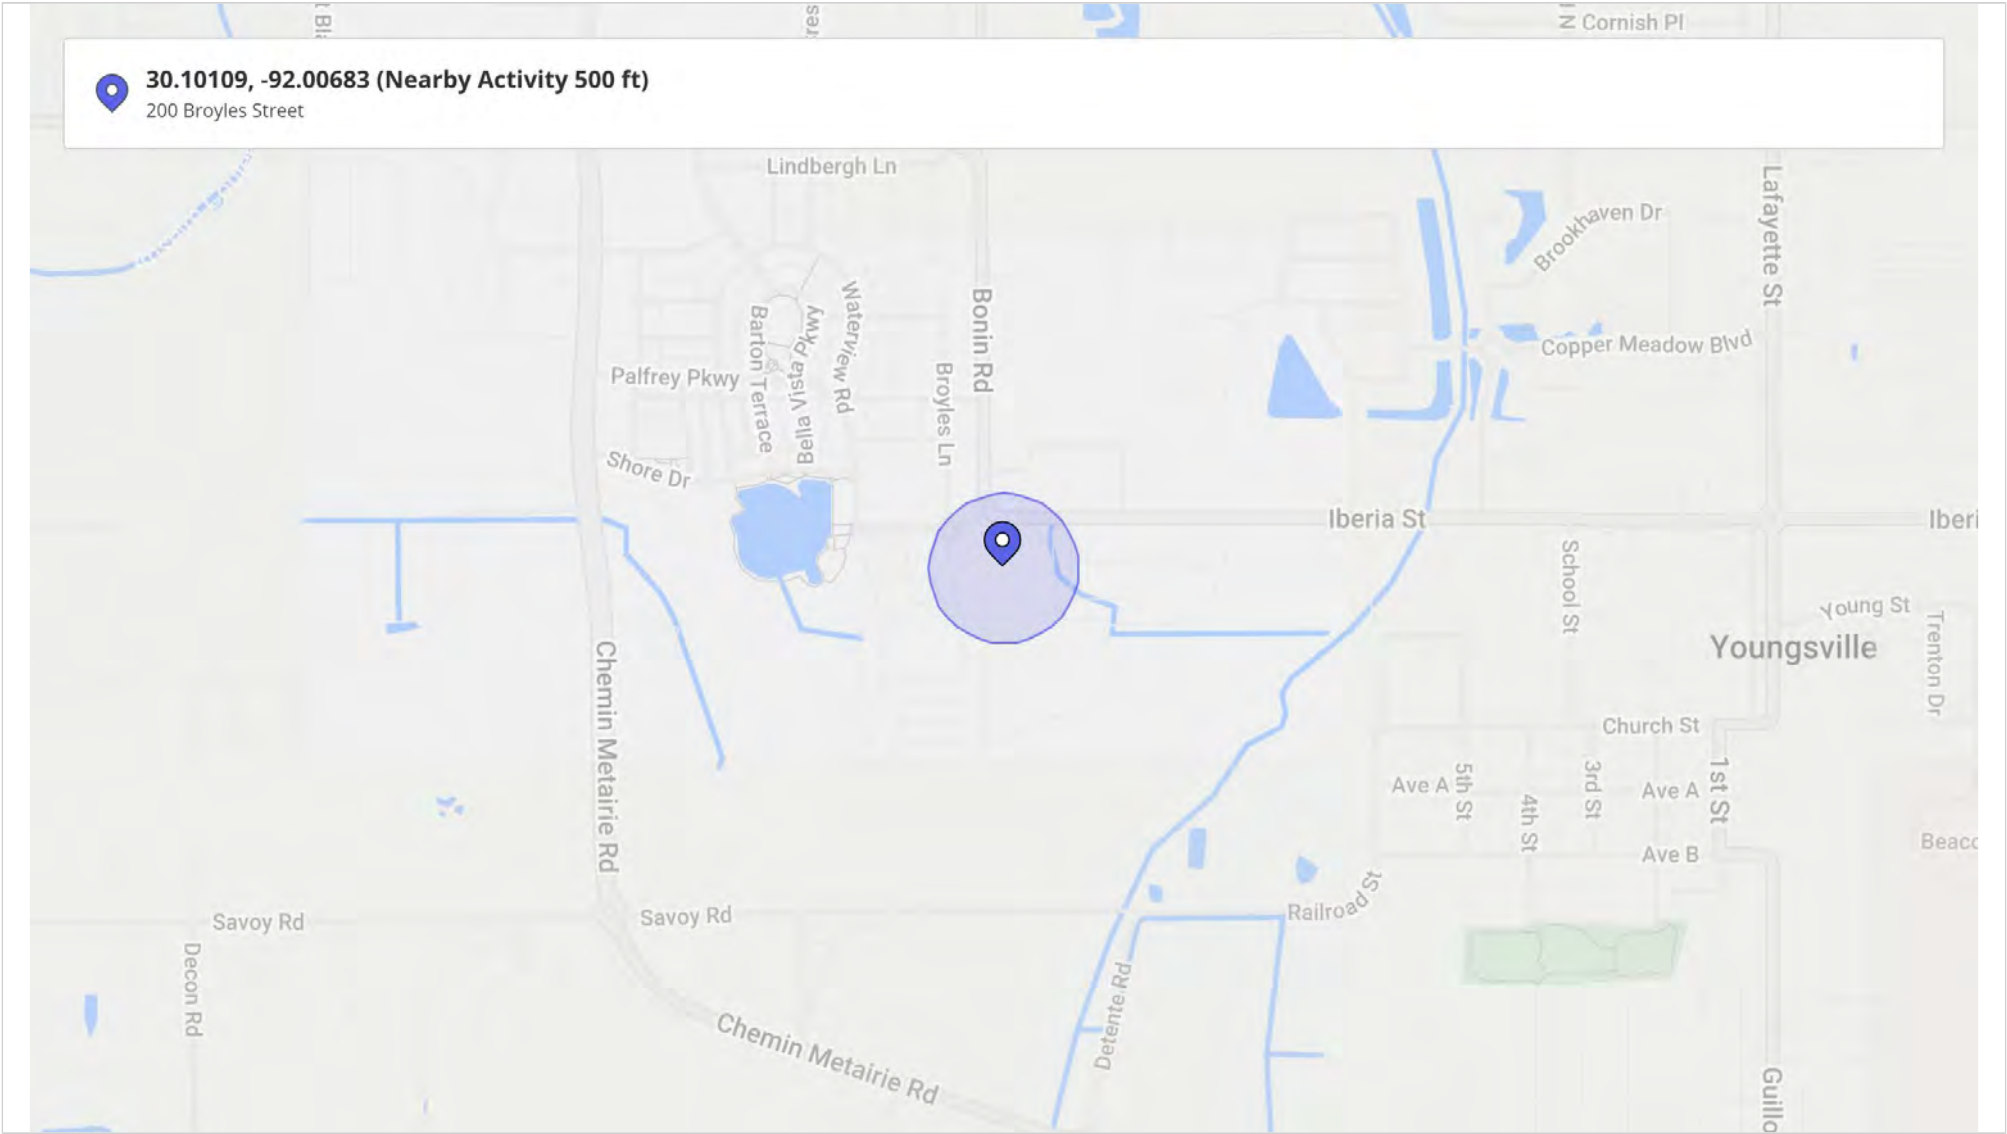 Cornish Pl
30.10109, -92.00683 (Nearby Activity 500 ft)
200 Broyles Street
Lindbergh Ln
Lafayette St
Brookhaven Dr
Waterview Rd
Bonin Rd
Barton Terrace
Bella Vista Pkwy
Copper Meadow Blvd
Palfrey Pkwy
Broyles Ln
Shore Dr
Iberia St
Iberi
School St
Young St
Trenton Dr
Youngsville
Chemin Metairie Rd
Church St
1st St
5th St
3rd St
Ave A
Ave A
4th St
Ave B
Beac
Railroad St
Savoy Rd
Savoy Rd
Decon Rd
Detente Rd
Chemin Metairie Rd
Guill